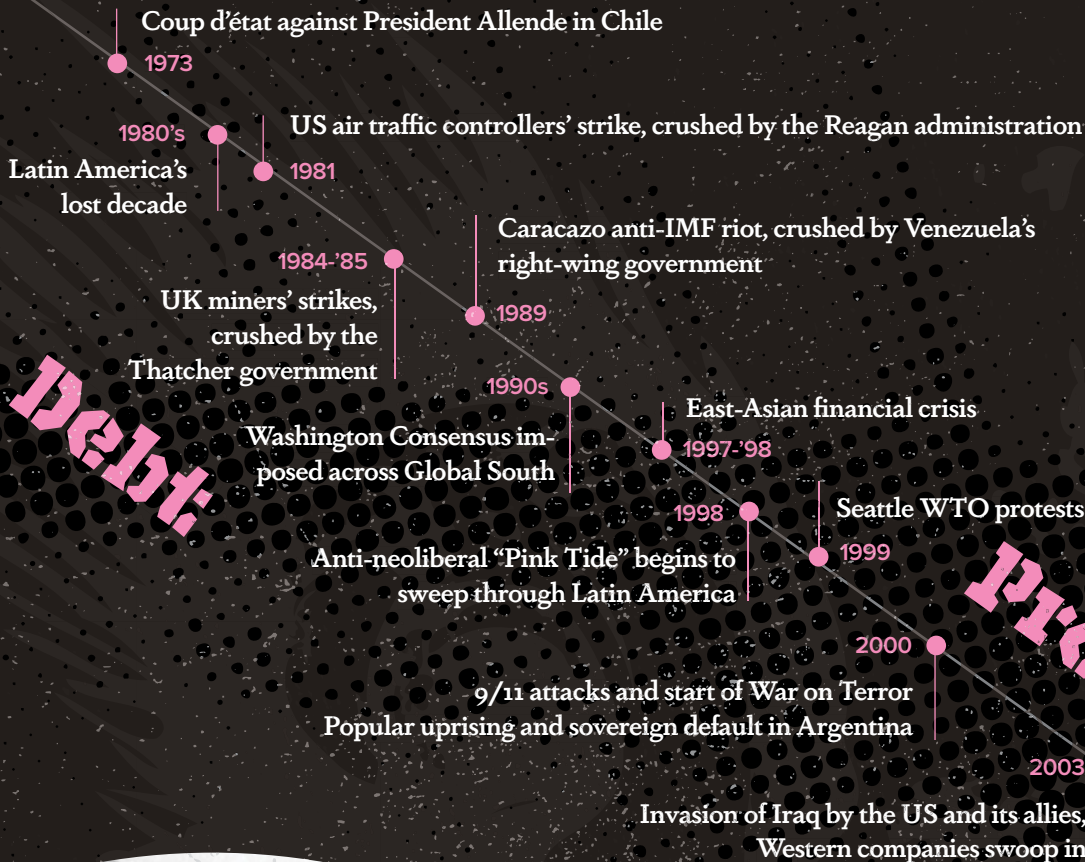 Coup d’état against President Allende in Chile
1973
1980’s
Latin America’s
lost decade
US air traffic controllers’ strike, crushed by the Reagan administration
1981
Caracazo anti-IMF riot, crushed by Venezuela’s
right-wing government
1984-’85
UK miners’ strikes,
crushed by the
Thatcher government
1989
Debt:
1990s
Washington Consensus im-
posed across Global South
East-Asian financial crisis
1997-’98
1998
Anti-neoliberal “Pink Tide” begins to
sweep through Latin America
Seattle WTO protests
1999
2000
9/11 attacks and start of War on Terror
Popular uprising and sovereign default in Argentina
2003
Invasion of Iraq by the US and its allies,
Western companies swoop in